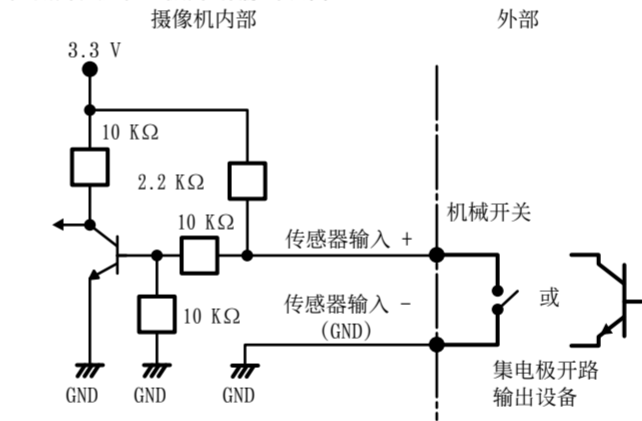 摄像机内部
外部
3.3 V
10 KΩ
2.2 KΩ
10 KΩ
机械开关
传感器输入 +
传感器输入 -
(GND)
10 KΩ
或
GND
GND
GND
集电极开路
输出设备